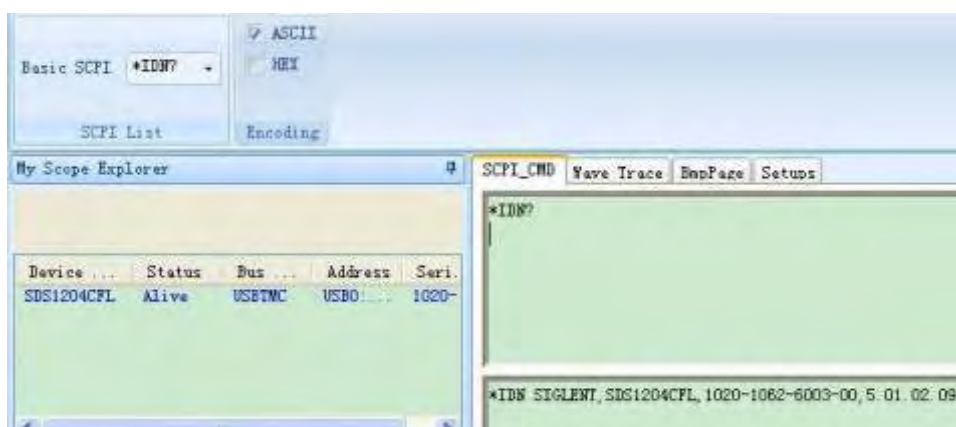 ASCII
Basic SCPI *IDN?
HEX
SCPI List
Encoding
My Scope Explorer
SCPI_CMD Wave Trace BmpPage Setups
*IDN?
Device ... Status Bus ... Address Seri.
SDS1204CFL Alive USBTMC USB0:... 1020-
*IDN SIGLENT,SDS1204CFL,1020-1062-6003-00,5.01.02.09